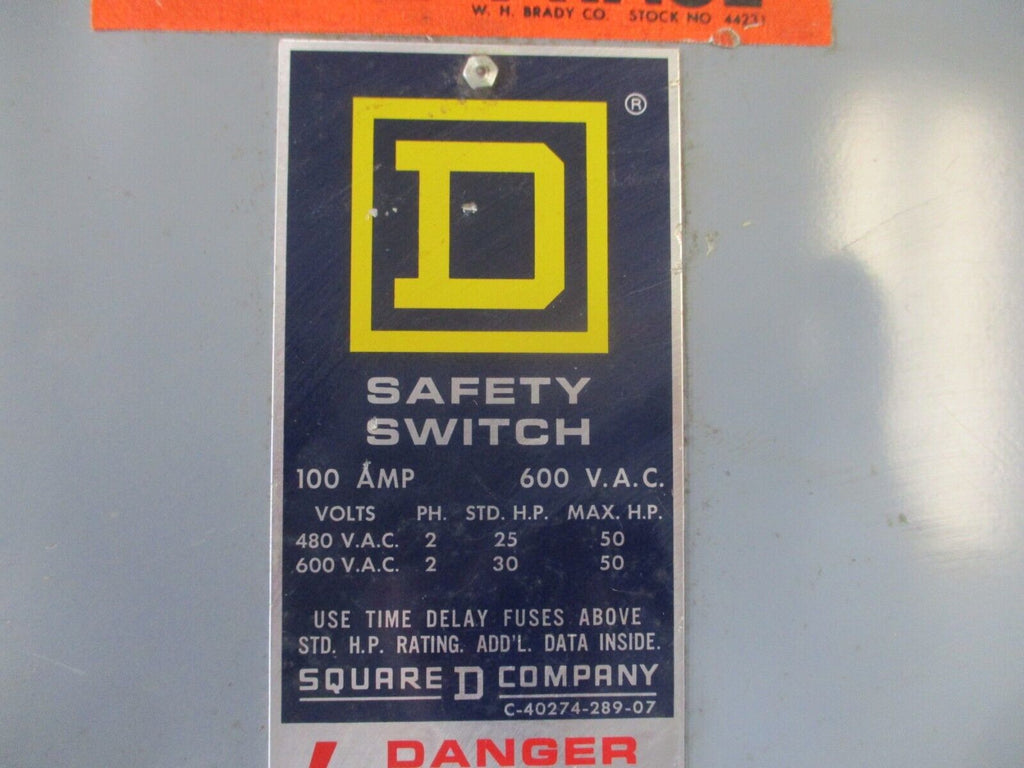 W. H. BRADY CO. STOCK NO 44231
®
D
SAFETY
SWITCH
100 AMP 600 V.A.C.
VOLTS PH. STD. H.P. MAX. H.P.
480 V.A.C. 2 25 50
600 V.A.C. 2 30 50
USE TIME DELAY FUSES ABOVE
STD. H.P. RATING. ADD'L. DATA INSIDE.
SQUARE D COMPANY
C-40274-289-07
DANGER